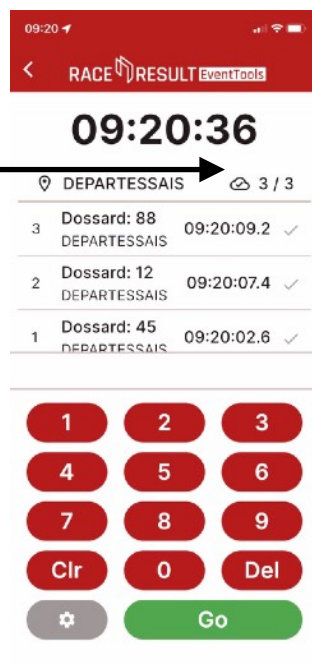 09:20
RACE RESULT EventTools
09:20:36
DEPARTESSAIS 3 / 3
3 Dossard: 88 09:20:09.2
DEPARTESSAIS
2 Dossard: 12 09:20:07.4
DEPARTESSAIS
1 Dossard: 45 09:20:02.6
DEPARTESSAIS
1 2 3
4 5 6
7 8 9
Clr 0 Del
Go